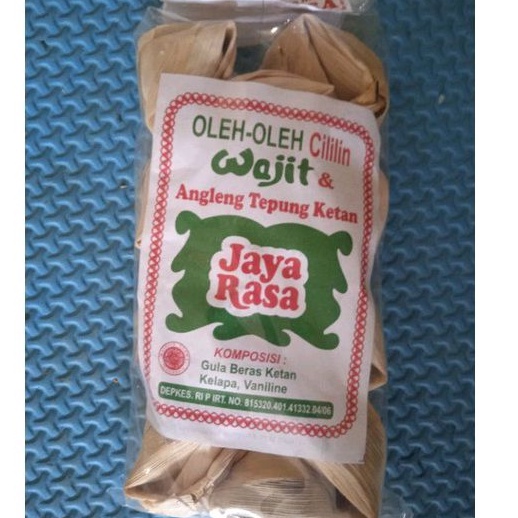 OLEH-OLEH Cililin
Wajit &
Angleng Tepung Ketan
Jaya
Rasa
KOMPOSISI :
Gula Beras Ketan
Kelapa, Vaniline
DEPKES. RI P IRT. NO. 815320.401.41332.04/06